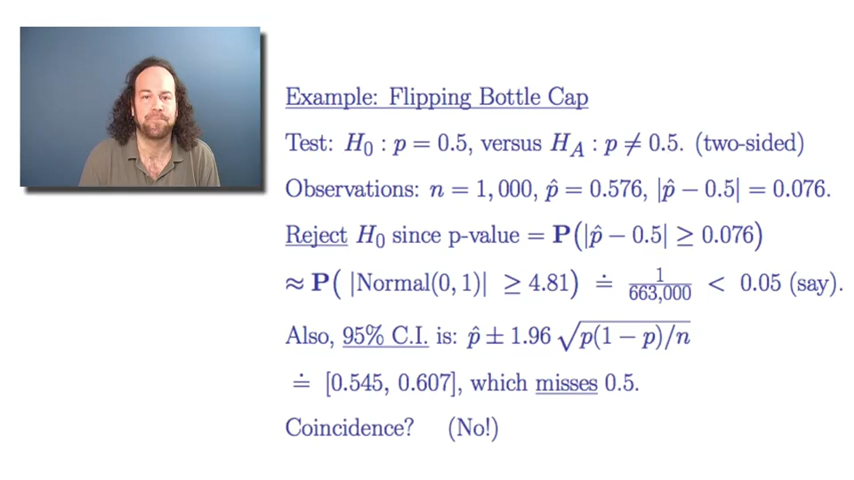 Example: Flipping Bottle Cap
Test: H₀ : p = 0.5, versus H_A : p ≠ 0.5. (two-sided)
Observations: n = 1,000, p̂ = 0.576, |p̂ − 0.5| = 0.076.
Reject H₀ since p-value = P(|p̂ − 0.5| ≥ 0.076)
≈ P( |Normal(0, 1)| ≥ 4.81) ≐ 1/663,000 < 0.05 (say).
Also, 95% C.I. is: p̂ ± 1.96 √p(1 − p)/n
≐ [0.545, 0.607], which misses 0.5.
Coincidence? (No!)